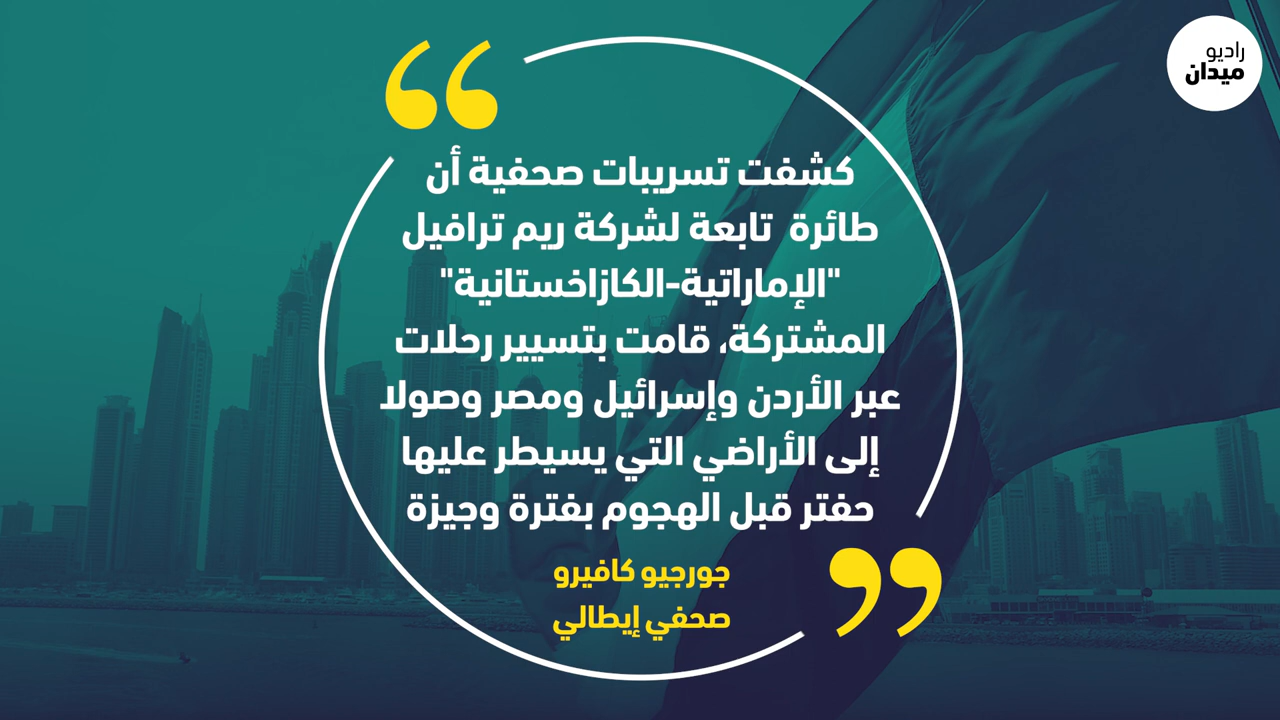 راديو
ميدان
كشفت تسريبات صحفية أن
طائرة تابعة لشركة ريم ترافيل
"الإماراتية-الكازاخستانية"
المشتركة، قامت بتسيير رحلات
عبر الأردن وإسرائيل ومصر وصولا
إلى الأراضي التي يسيطر عليها
حفتر قبل الهجوم بفترة وجيزة
جورجيو كافيرو
صحفي إيطالي